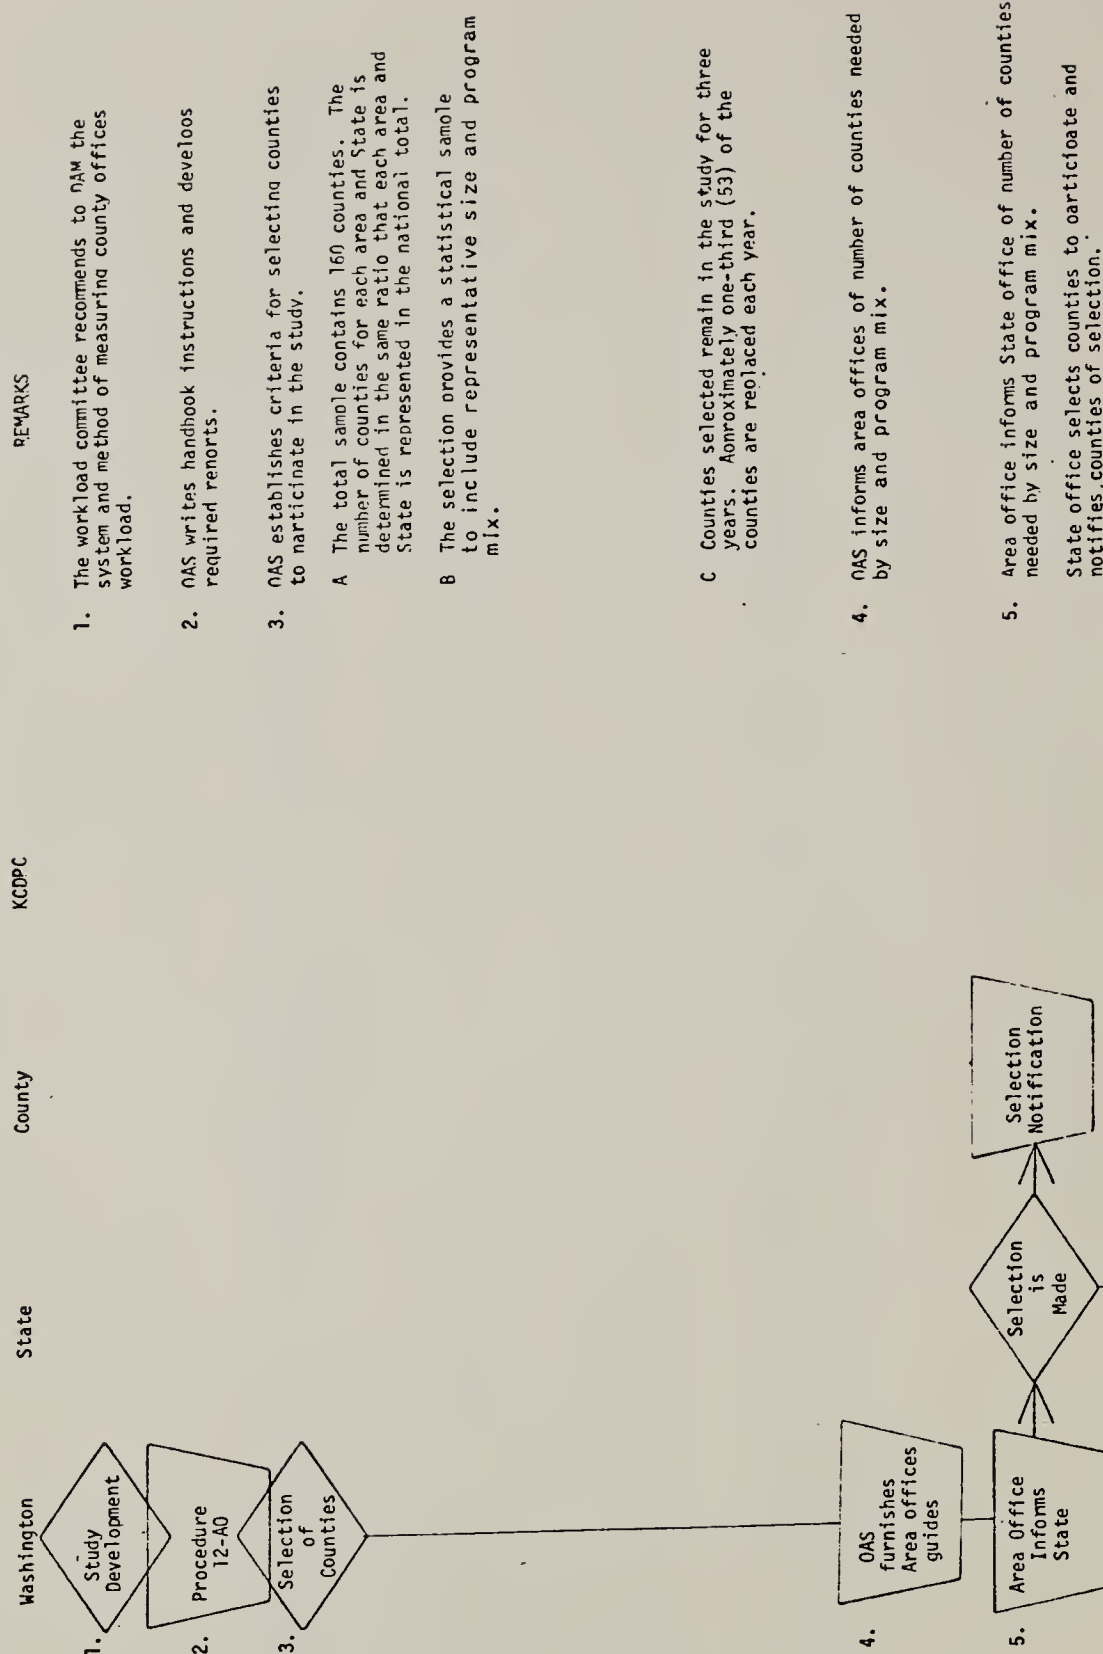 Washington State County KCDPC REMARKS
1. Study
Development
2. Procedure
12-AO
3. Selection
of
Counties
4. OAS
furnishes
Area offices
guides
5. Area Office
Informs
State
Selection
is
Made
Selection
Notification
1. The workload committee recommends to DAM the
system and method of measuring county offices
workload.
2. OAS writes handbook instructions and develops
required reports.
3. OAS establishes criteria for selecting counties
to participate in the study.
A The total sample contains 160 counties. The
number of counties for each area and State is
determined in the same ratio that each area and
State is represented in the national total.
B The selection provides a statistical sample
to include representative size and program
mix.
C Counties selected remain in the study for three
years. Approximately one-third (53) of the
counties are replaced each year.
4. OAS informs area offices of number of counties needed
by size and program mix.
5. Area office informs State office of number of counties
needed by size and program mix.
State office selects counties to participate and
notifies counties of selection.